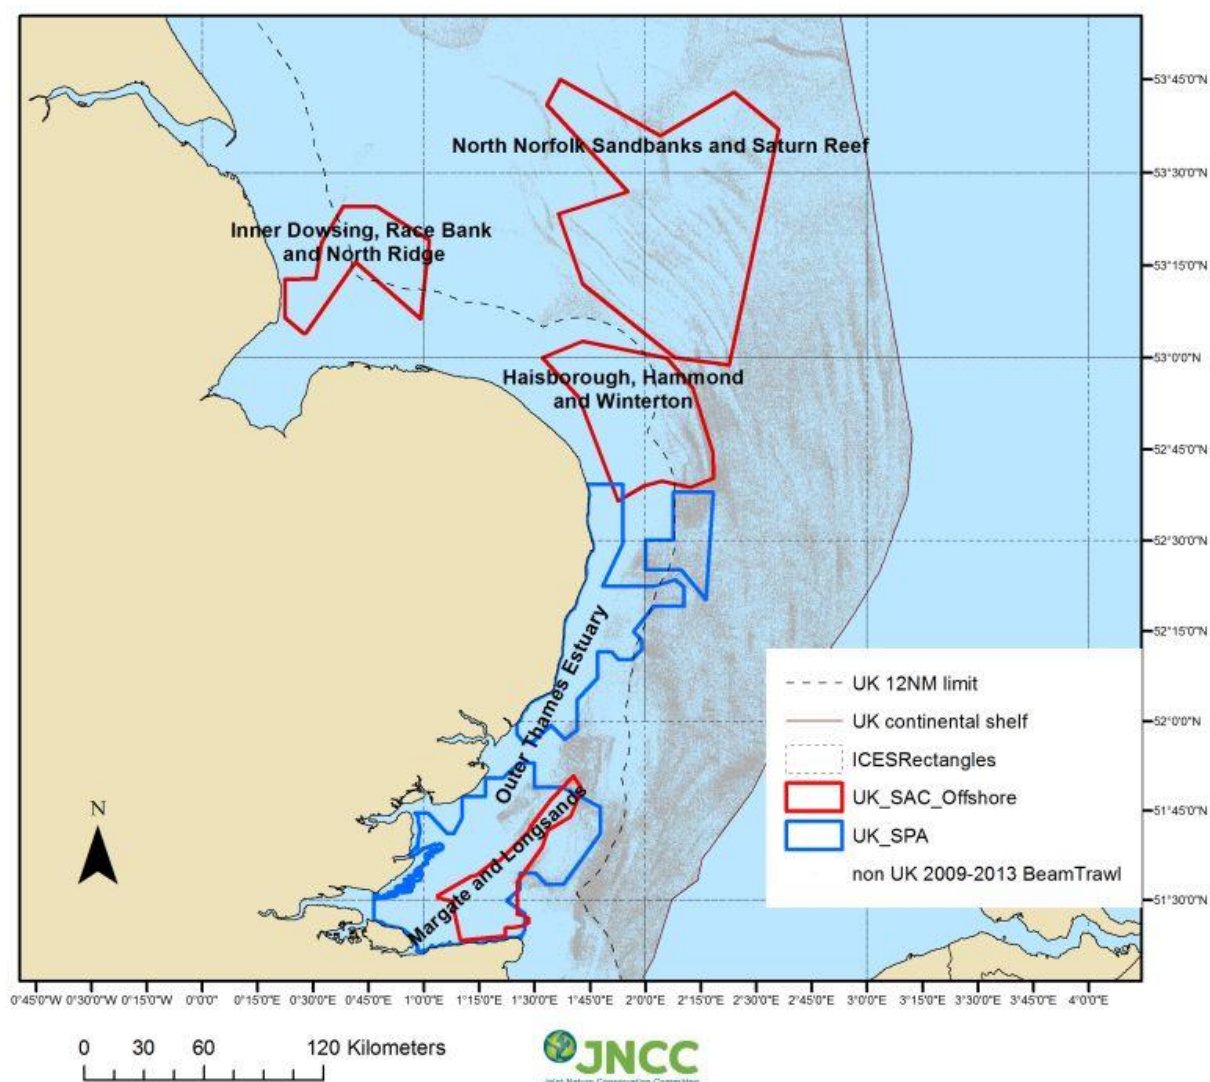 53°45'0"N
North Norfolk Sandbanks and Saturn Reef
53°30'0"N
Inner Dowsing, Race Bank
and North Ridge
53°15'0"N
53°0'0"N
Haisborough, Hammond
and Winterton
52°45'0"N
52°30'0"N
52°15'0"N
Outer Thames Estuary
UK 12NM limit
52°0'0"N
UK continental shelf
ICESRectangles
UK_SAC_Offshore
51°45'0"N
UK_SPA
non UK 2009-2013 BeamTrawl
Margate and Longsands
51°30'0"N
N
0°45'0"W 0°30'0"W 0°15'0"W 0°0'0" 0°15'0"E 0°30'0"E 0°45'0"E 1°0'0"E 1°15'0"E 1°30'0"E 1°45'0"E 2°0'0"E 2°15'0"E 2°30'0"E 2°45'0"E 3°0'0"E 3°15'0"E 3°30'0"E 3°45'0"E 4°0'0"E
0 30 60 120 Kilometers
JNCC
Joint Nature Conservation Committee